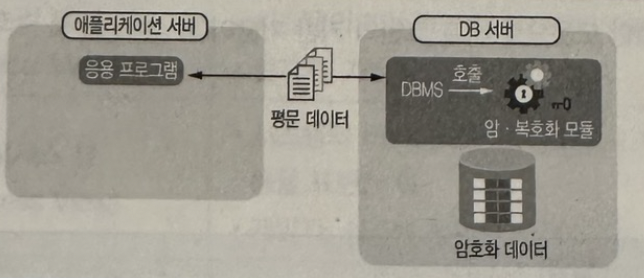 애플리케이션 서버
응용 프로그램
평문 데이터
DB 서버
DBMS
호출
암 · 복호화 모듈
암호화 데이터